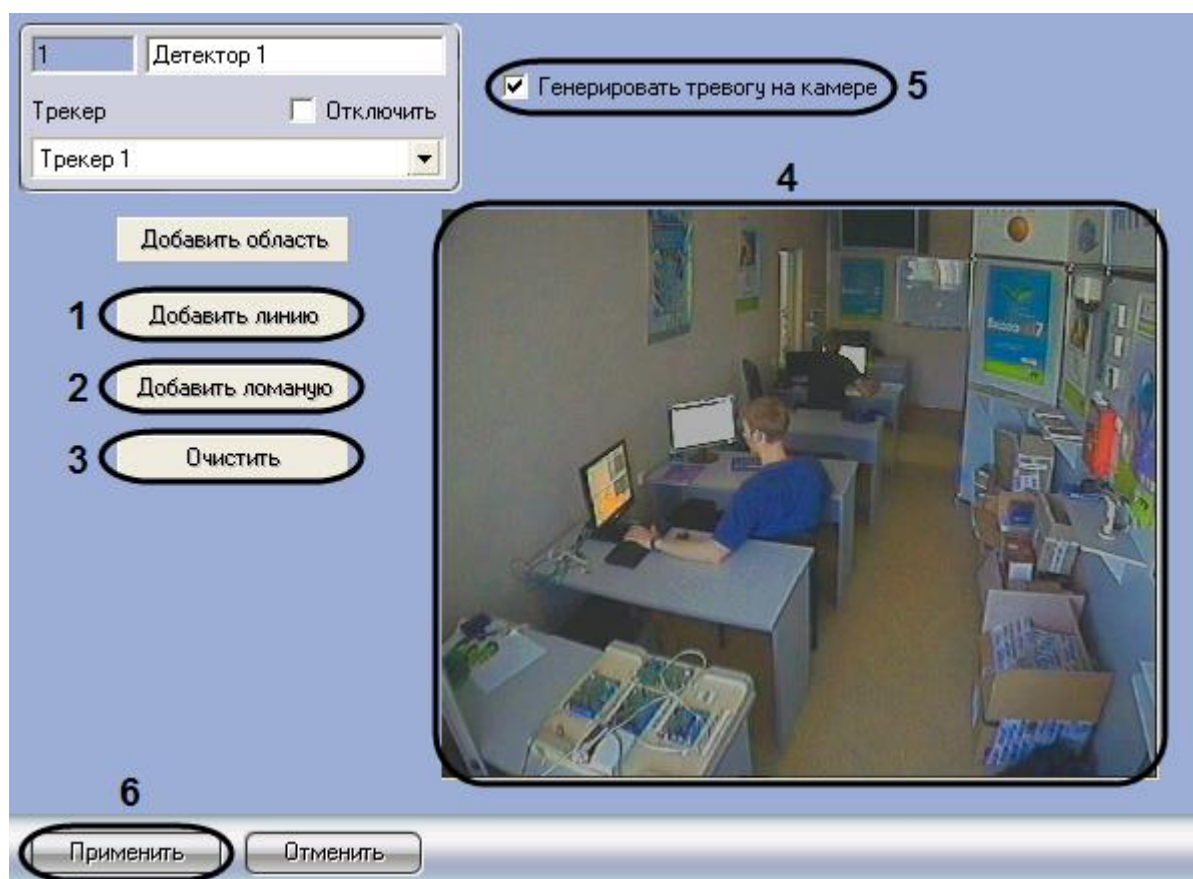 1 Детектор 1
Трекер Отключить
Трекер 1
Генерировать тревогу на камере 5
4
Добавить область
1 Добавить линию
2 Добавить ломаную
3 Очистить
6
Применить Отменить